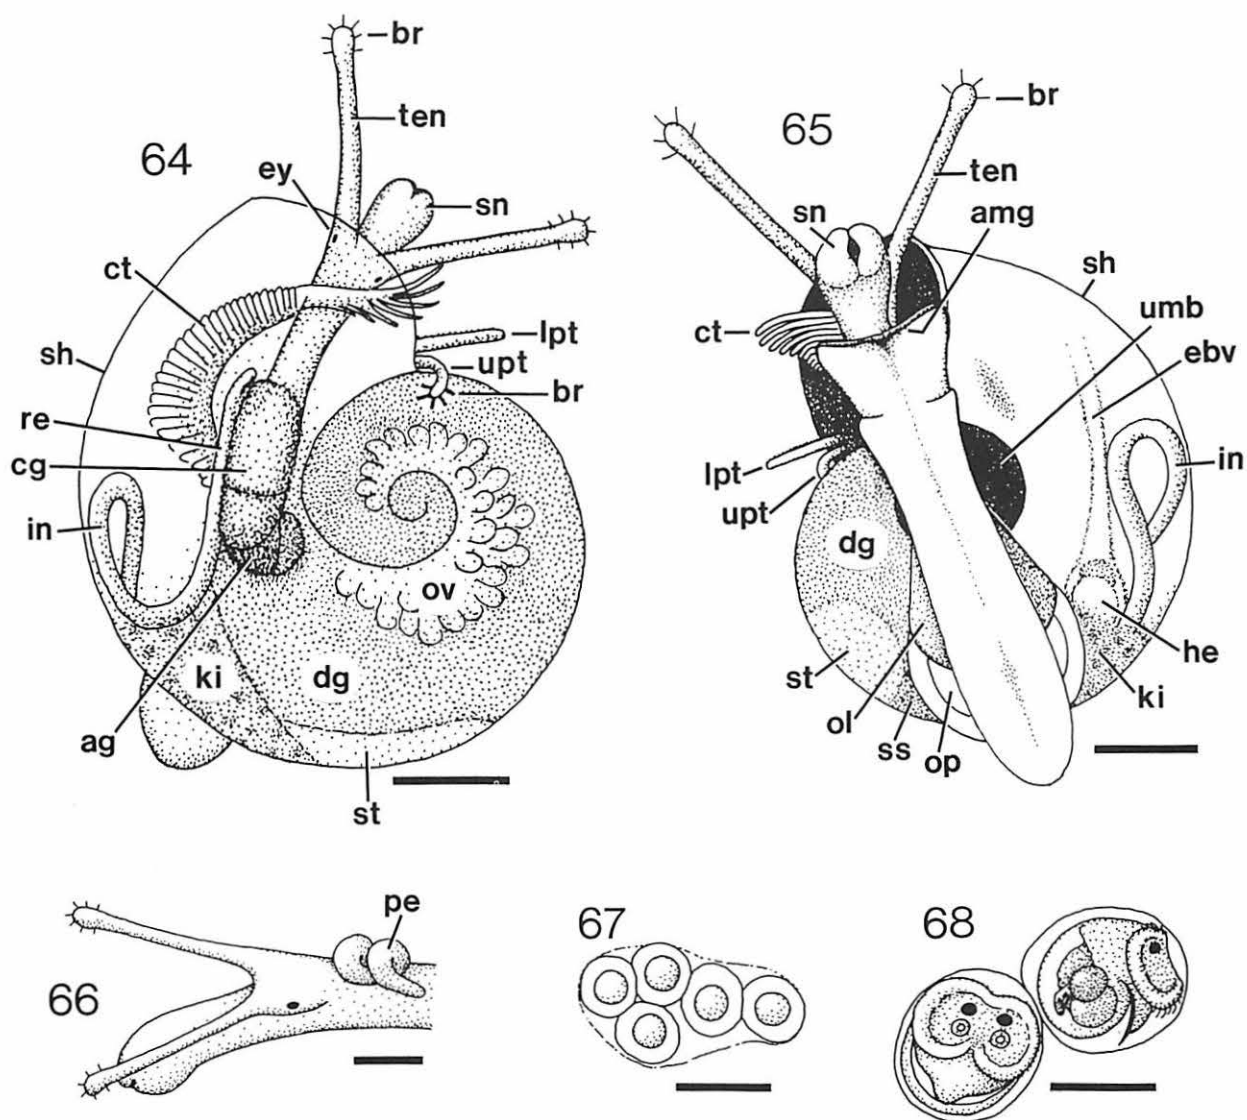 64
br
ten
ey
sn
ct
sh
lpt
upt
br
re
cg
in
ov
ki
dg
ag
st
65
br
ten
sn
amg
sh
ct
umb
ebv
lpt
in
upt
dg
st
he
ol
ki
ss
op
66
pe
67
68